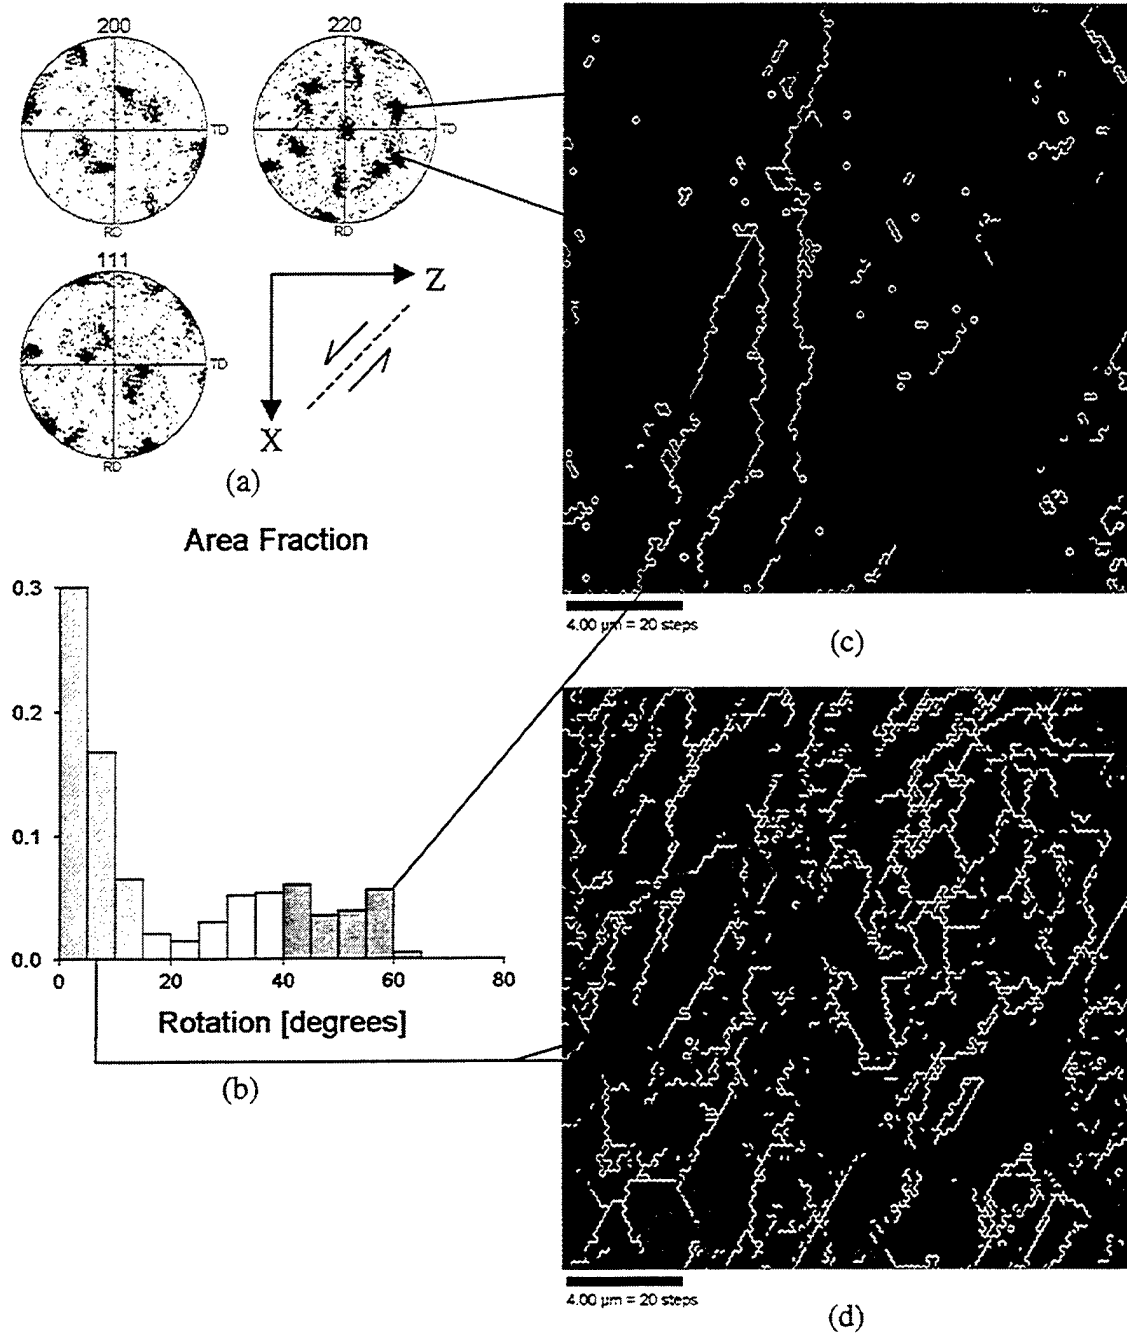 200
220
TD
TD
RD
RD
111
Z
TD
X
RD
(a)
Area Fraction
0.3
0.2
0.1
0.0
0
20
40
60
80
Rotation [degrees]
(b)
4.00 µm = 20 steps
(c)
4.00 µm = 20 steps
(d)